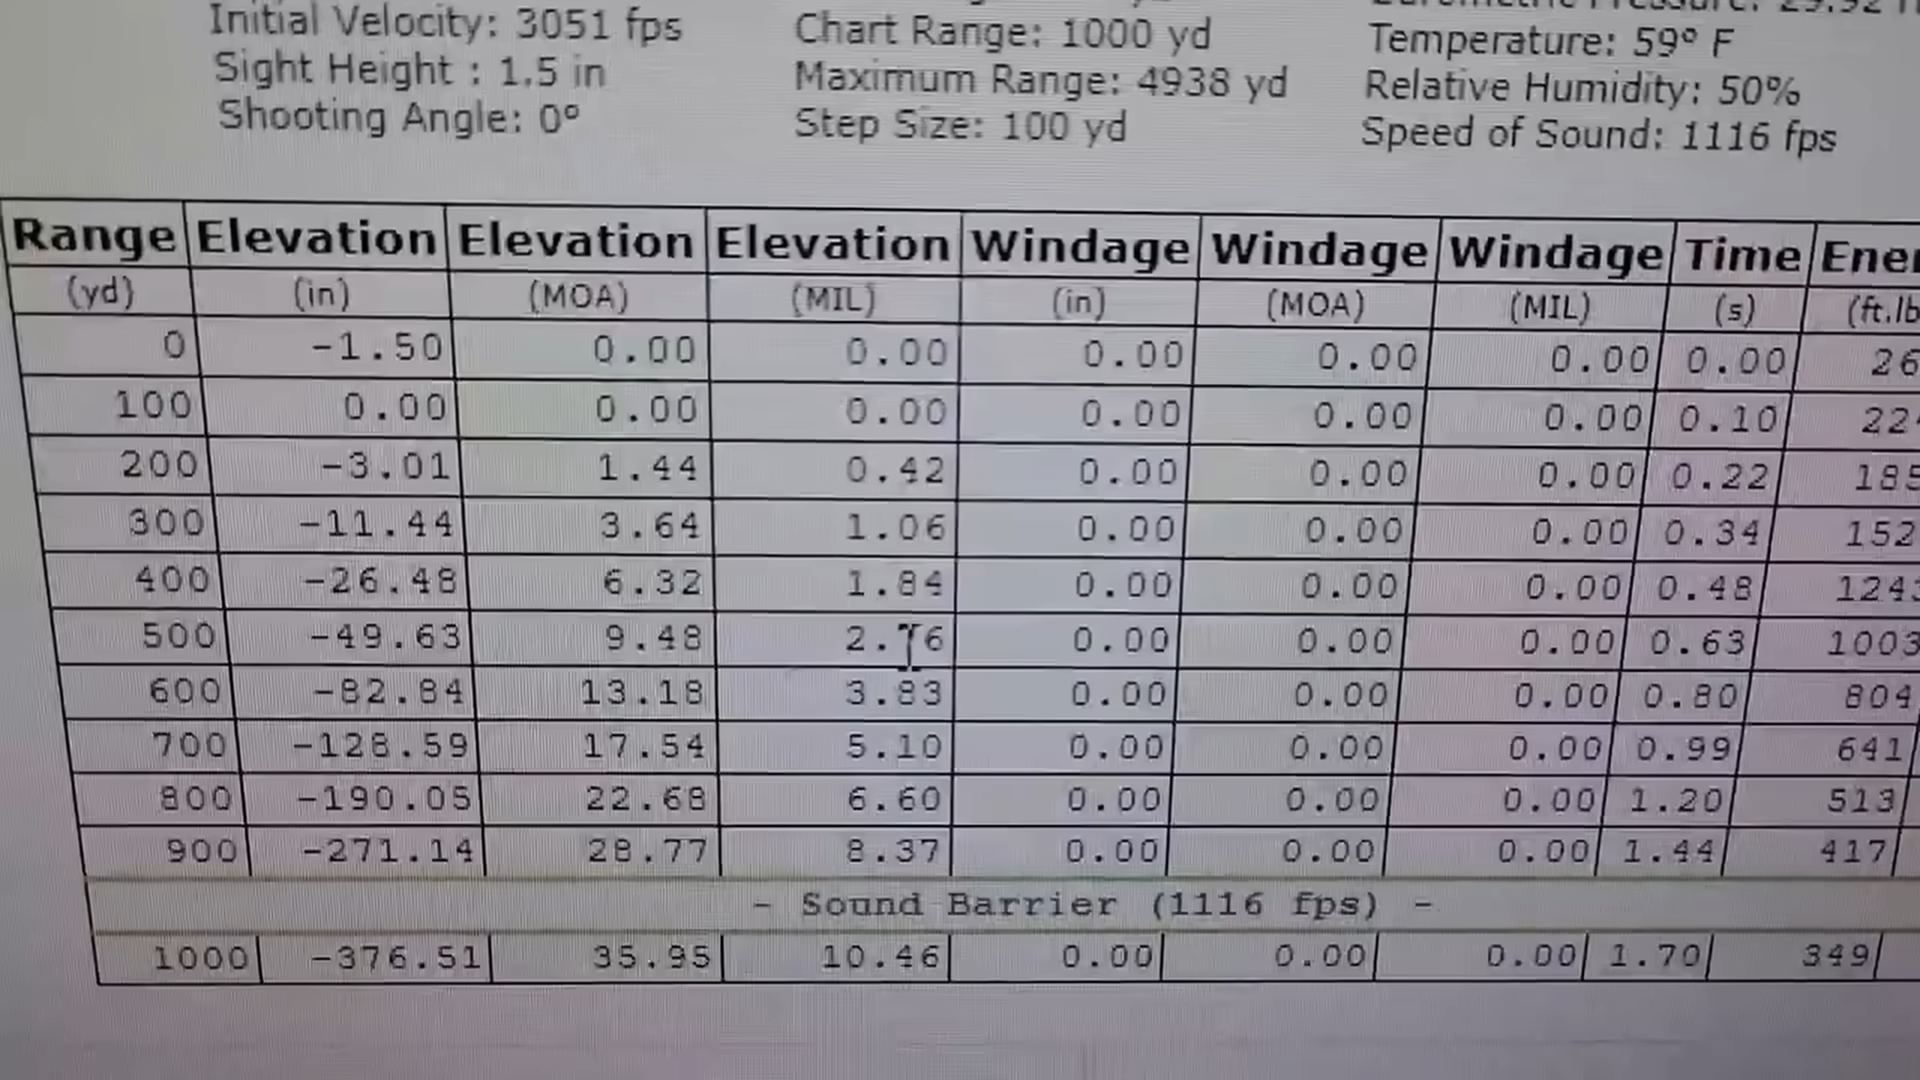 Initial Velocity: 3051 fps
Sight Height : 1.5 in
Shooting Angle: 0°
Chart Range: 1000 yd
Maximum Range: 4938 yd
Step Size: 100 yd
Temperature: 59° F
Relative Humidity: 50%
Speed of Sound: 1116 fps
Range Elevation Elevation Elevation Windage Windage Windage Time
(yd) (in) (MOA) (MIL) (in) (MOA) (MIL) (s) (ft.lb
0 -1.50 0.00 0.00 0.00 0.00 0.00 0.00 26
100 0.00 0.00 0.00 0.00 0.00 0.00 0.10 22
200 -3.01 1.44 0.42 0.00 0.00 0.00 0.22 185
300 -11.44 3.64 1.06 0.00 0.00 0.00 0.34 152
400 -26.48 6.32 1.84 0.00 0.00 0.00 0.48 124
500 -49.63 9.48 2.76 0.00 0.00 0.00 0.63 1003
600 -82.84 13.18 3.83 0.00 0.00 0.00 0.80 804
700 -128.59 17.54 5.10 0.00 0.00 0.00 0.99 641
800 -190.05 22.68 6.60 0.00 0.00 0.00 1.20 513
900 -271.14 28.77 8.37 0.00 0.00 0.00 1.44 417
- Sound Barrier (1116 fps) -
1000 -376.51 35.95 10.46 0.00 0.00 0.00 1.70 349